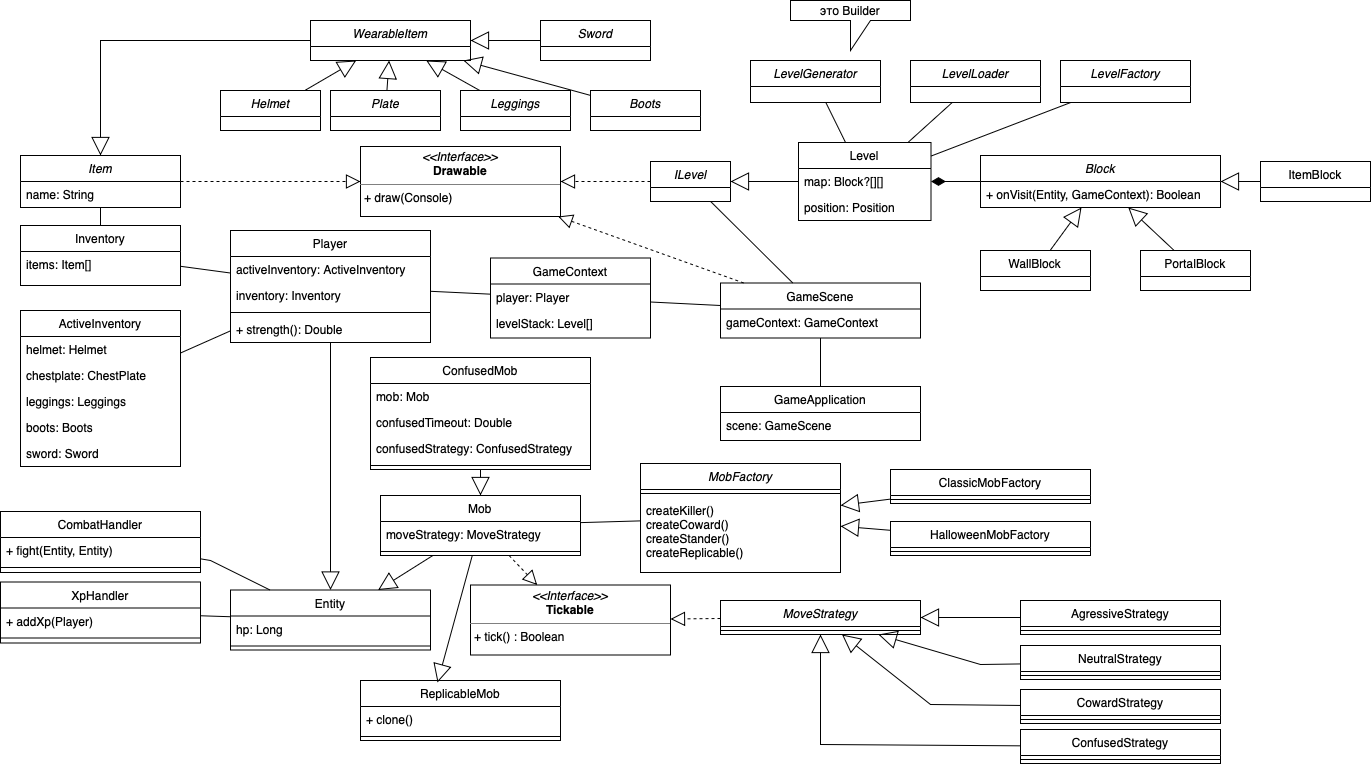 это Builder
WearableItem
Sword
Helmet
Plate
Leggings
Boots
LevelGenerator
LevelLoader
LevelFactory
Item
name: String
<<Interface>>
Drawable
+ draw(Console)
ILevel
Level
map: Block?[][]
position: Position
Block
+ onVisit(Entity, GameContext): Boolean
ItemBlock
WallBlock
PortalBlock
Inventory
items: Item[]
Player
activeInventory: ActiveInventory
inventory: Inventory
+ strength(): Double
GameContext
player: Player
levelStack: Level[]
GameScene
gameContext: GameContext
ActiveInventory
helmet: Helmet
chestplate: ChestPlate
leggings: Leggings
boots: Boots
sword: Sword
ConfusedMob
mob: Mob
confusedTimeout: Double
confusedStrategy: ConfusedStrategy
GameApplication
scene: GameScene
Mob
moveStrategy: MoveStrategy
MobFactory
createKiller()
createCoward()
createStander()
createReplicable()
ClassicMobFactory
HalloweenMobFactory
CombatHandler
+ fight(Entity, Entity)
XpHandler
+ addXp(Player)
Entity
hp: Long
<<Interface>>
Tickable
+ tick() : Boolean
MoveStrategy
AgressiveStrategy
NeutralStrategy
CowardStrategy
ConfusedStrategy
ReplicableMob
+ clone()